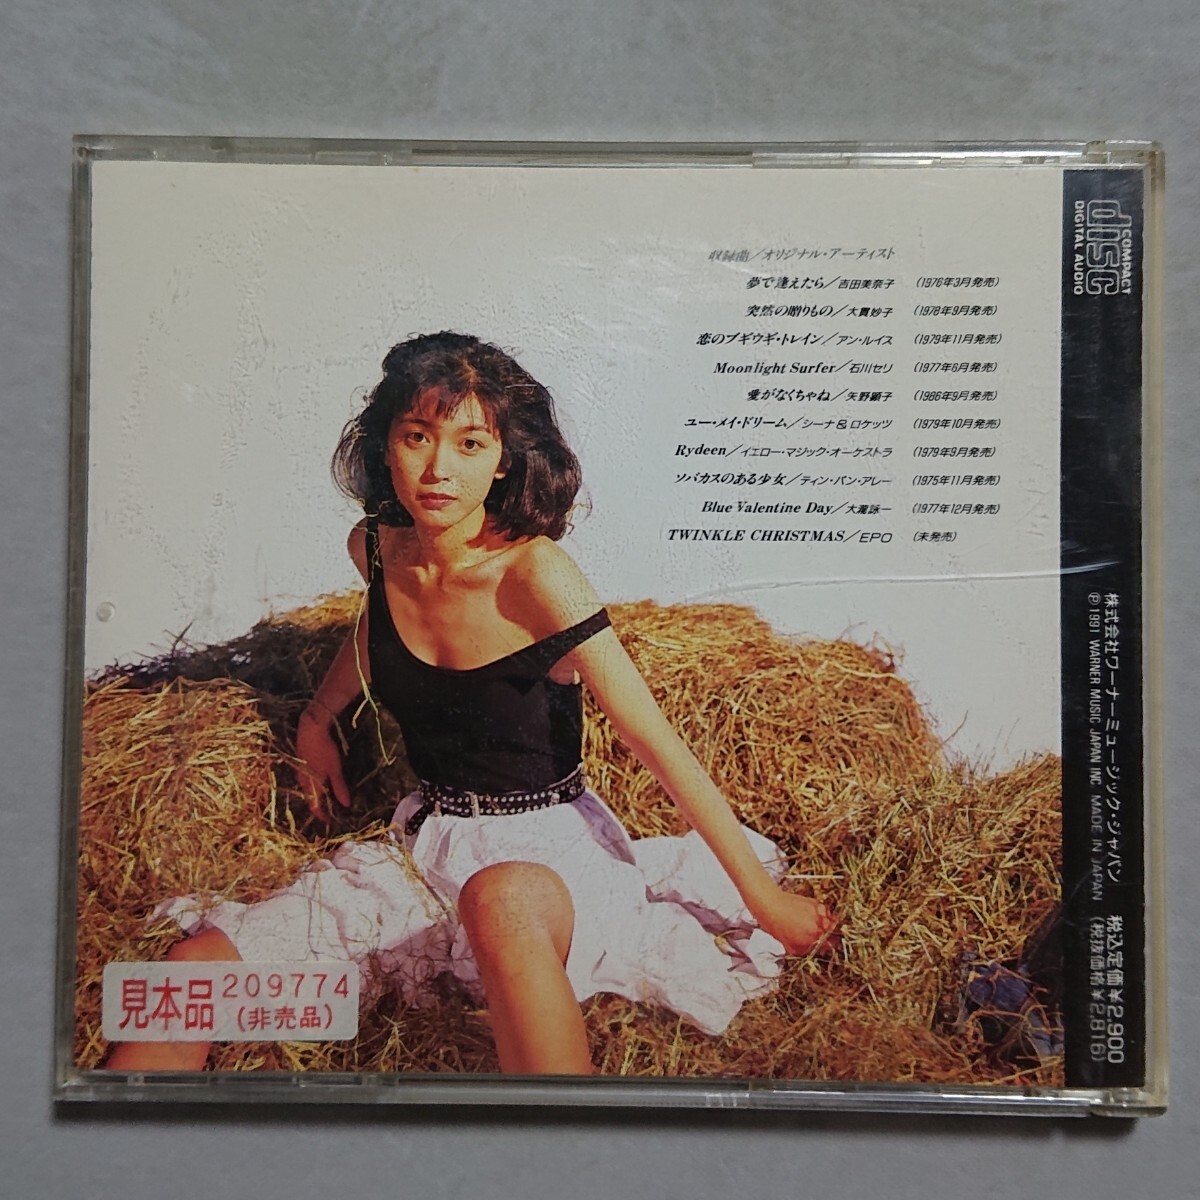 収録曲／オリジナル・アーティスト
夢で逢えたら／吉田美奈子 （1976年3月発売）
突然の贈りもの／大貫妙子 （1978年9月発売）
恋のブギウギ・トレイン／アン・ルイス （1979年11月発売）
Moonlight Surfer／石川セリ （1977年6月発売）
愛がなくちゃね／矢野顕子 （1986年9月発売）
ユー・メイ・ドリーム／シーナ＆ロケッツ （1979年10月発売）
Rydeen／イエロー・マジック・オーケストラ （1979年9月発売）
ソバカスのある少女／ティン・パン・アレー （1975年11月発売）
Blue Valentine Day／大瀧詠一 （1977年12月発売）
TWINKLE CHRISTMAS／EPO （未発売）
COMPACT
disc
DIGITAL AUDIO
株式会社ワーナーミュージック・ジャパン 税込定価¥2,900
Ⓟ1991 WARNER MUSIC JAPAN INC. MADE IN JAPAN （税抜価格¥2,816）
見本品 209774
（非売品）